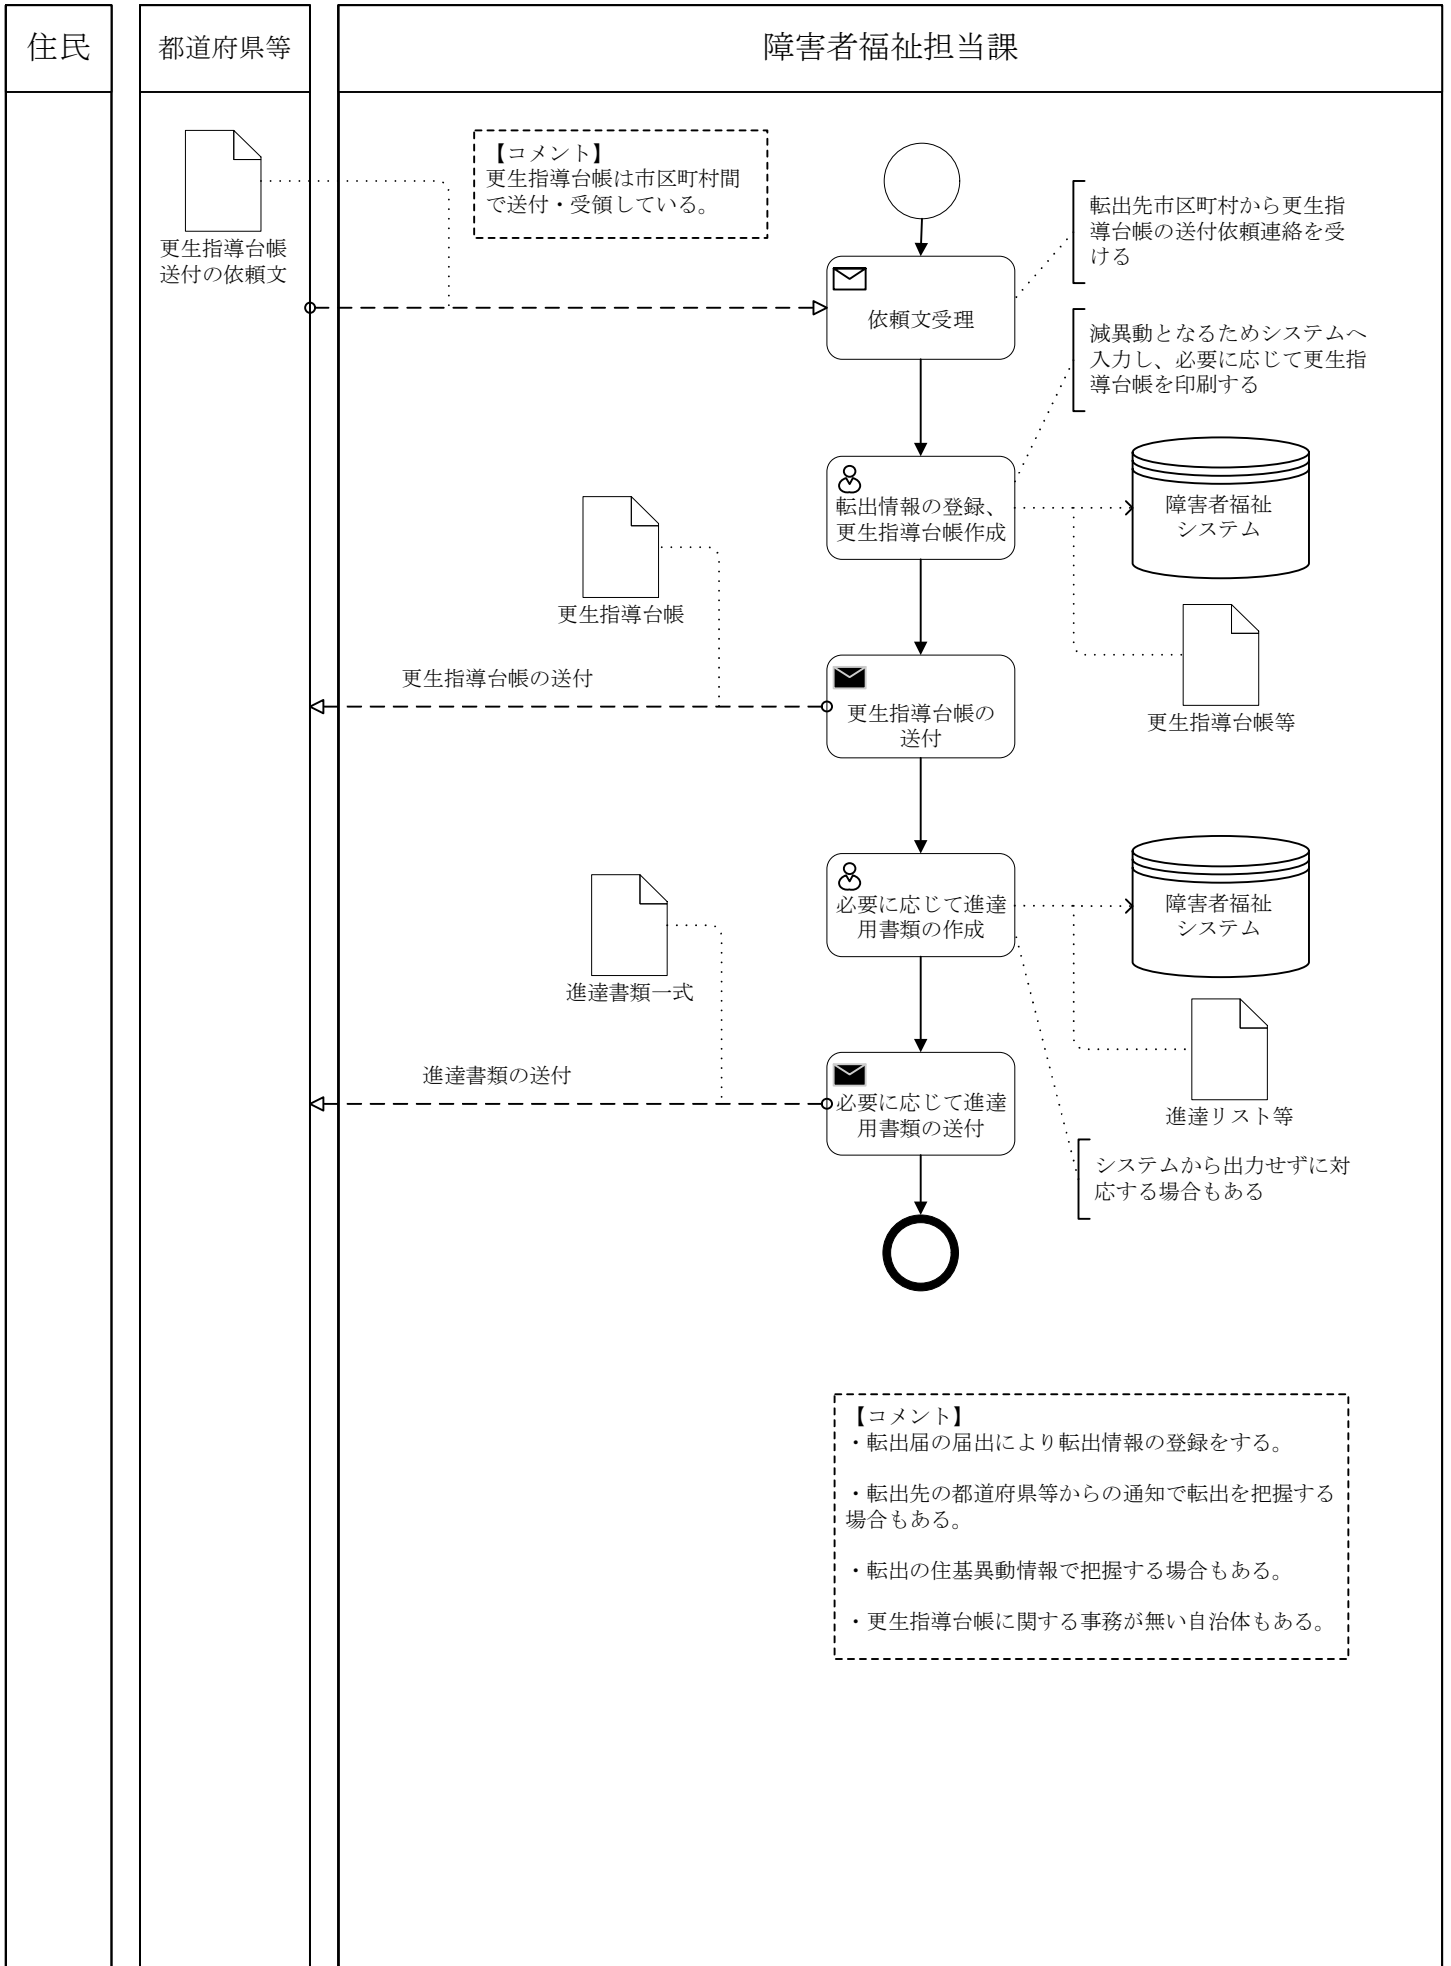 住民
都道府県等
障害者福祉担当課
更生指導台帳
送付の依頼文
【コメント】
更生指導台帳は市区町村間
で送付・受領している。
転出先市区町村から更生指
導台帳の送付依頼連絡を受
ける
依頼文受理
減異動となるためシステムへ
入力し、必要に応じて更生指
導台帳を印刷する
転出情報の登録、
更生指導台帳作成
障害者福祉
システム
更生指導台帳
更生指導台帳等
更生指導台帳の送付
更生指導台帳の
送付
必要に応じて進達
用書類の作成
障害者福祉
システム
進達書類一式
進達リスト等
進達書類の送付
必要に応じて進達
用書類の送付
システムから出力せずに対
応する場合もある
【コメント】
・転出届の届出により転出情報の登録をする。
・転出先の都道府県等からの通知で転出を把握する
場合もある。
・転出の住基異動情報で把握する場合もある。
・更生指導台帳に関する事務が無い自治体もある。